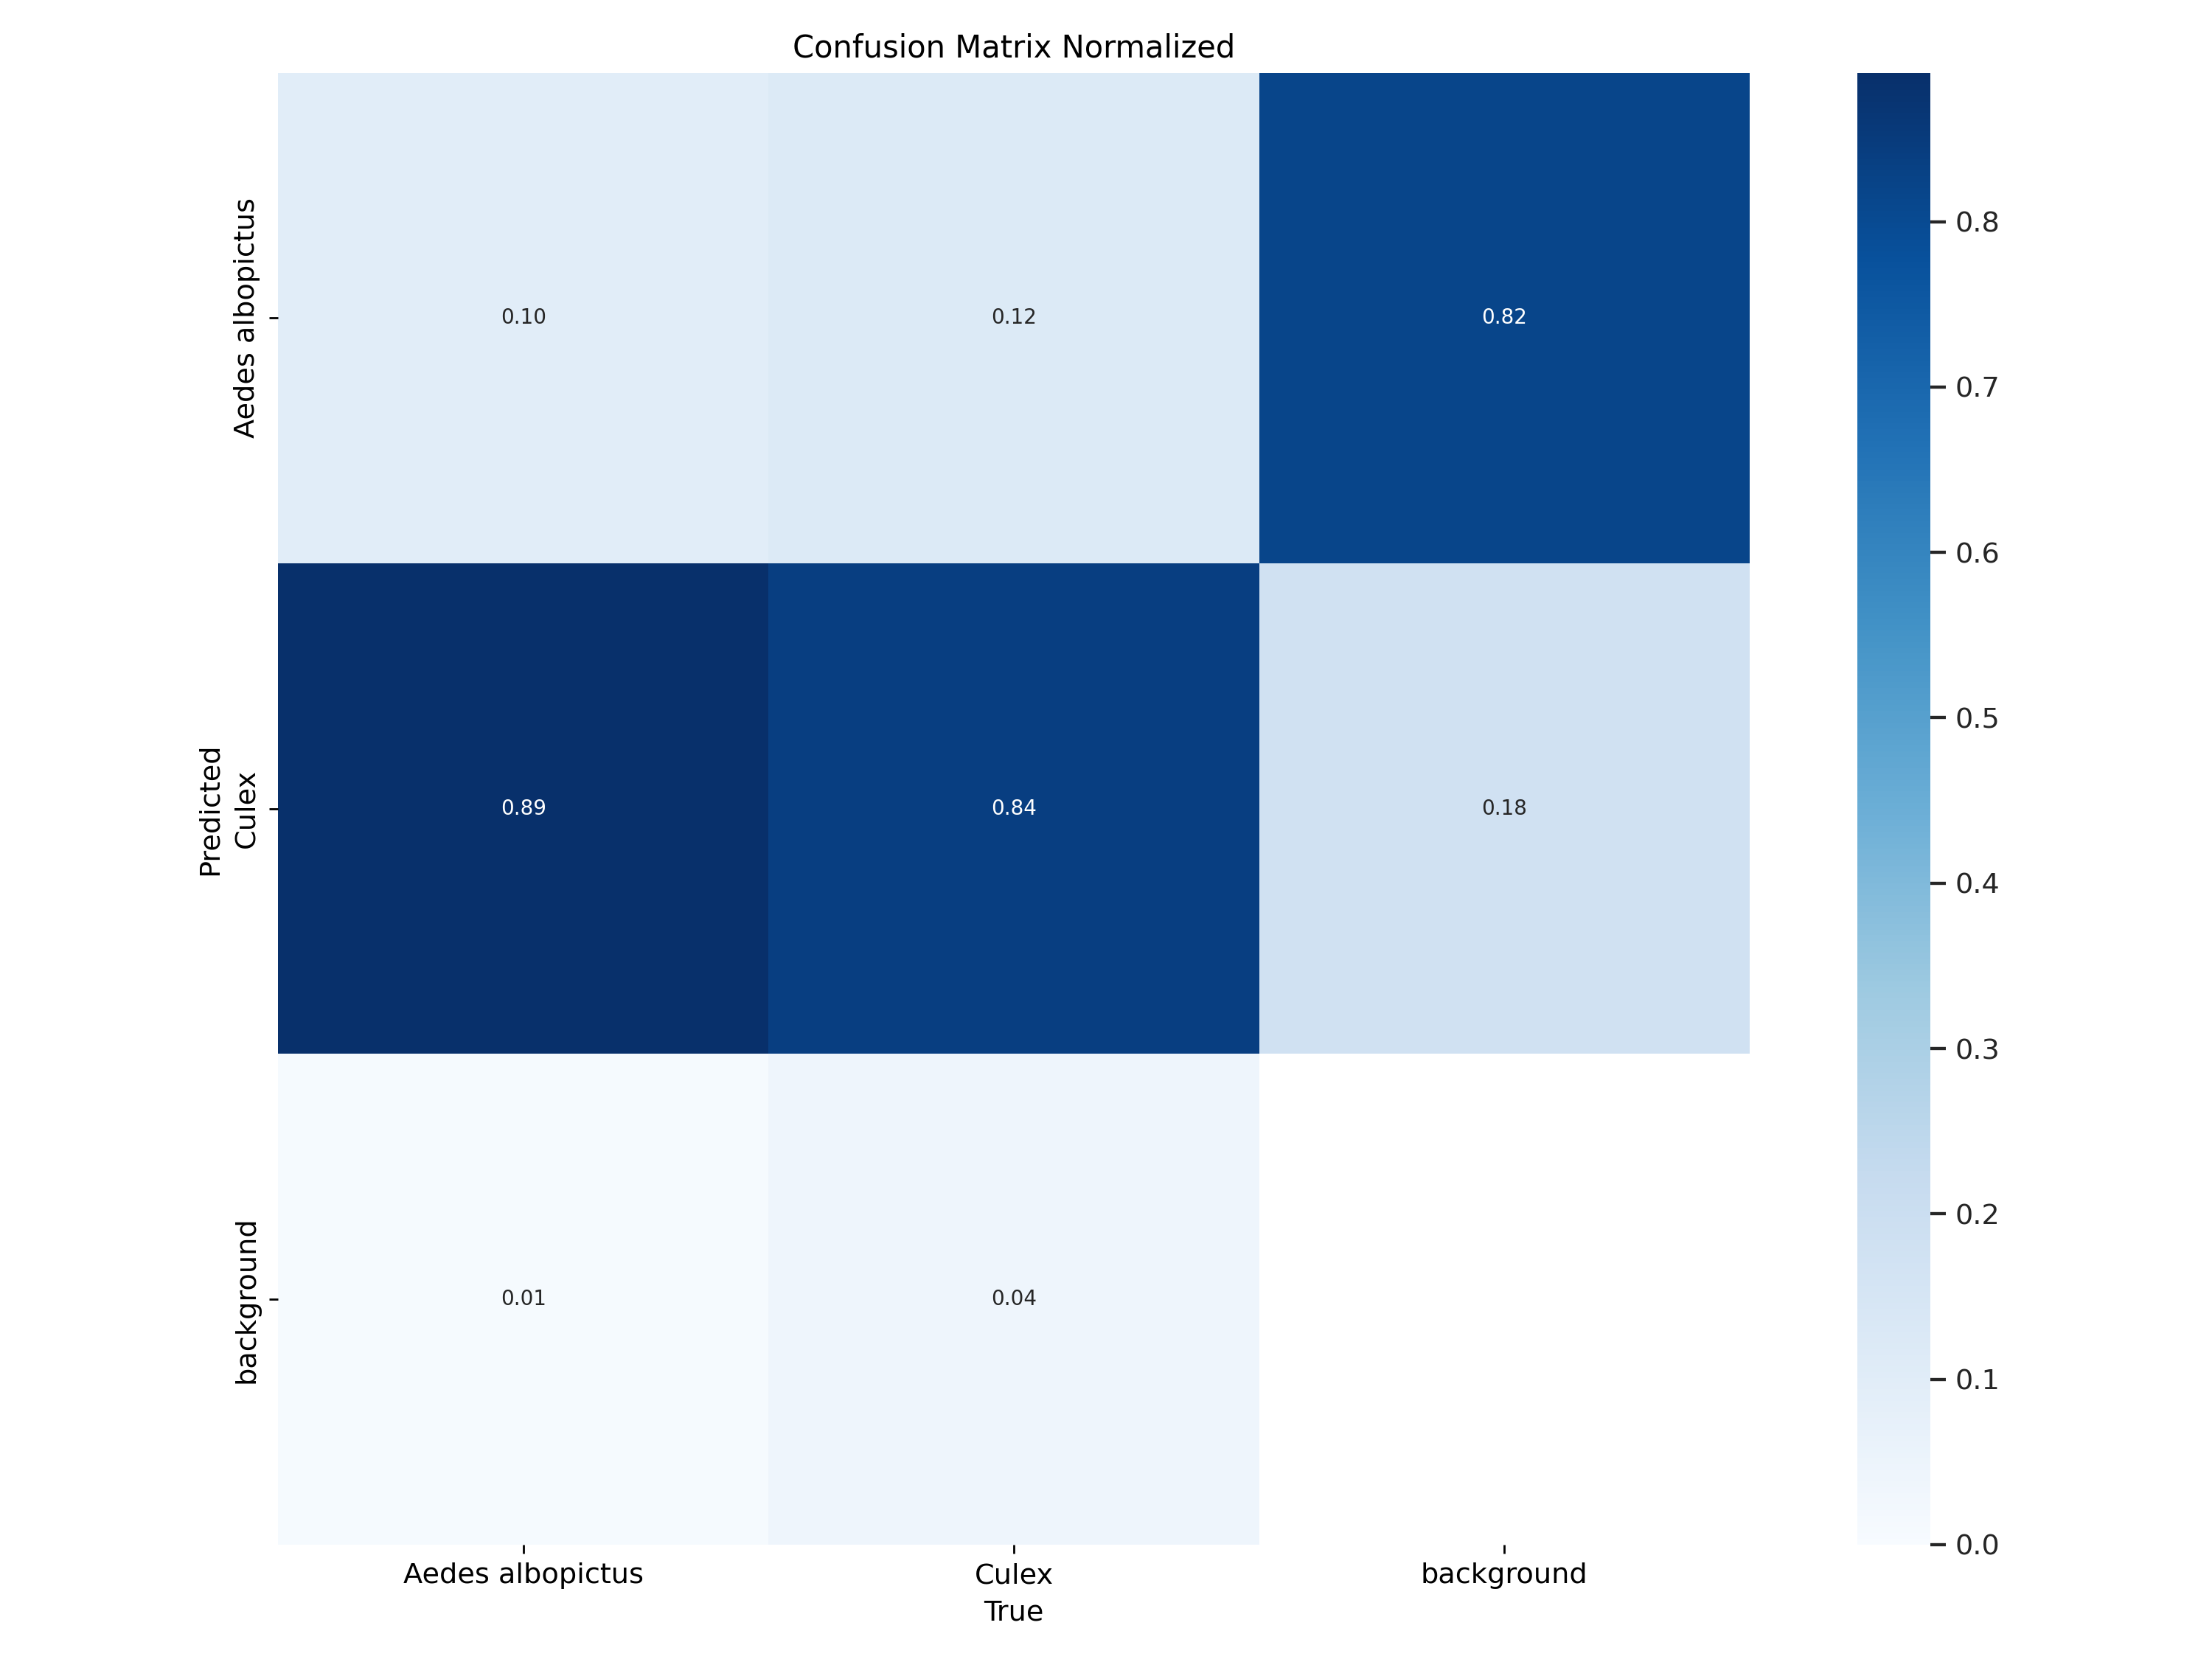 Confusion Matrix Normalized
Aedes albopictus
0.10 0.12 0.82
Predicted
Culex
0.89 0.84 0.18
background
0.01 0.04
Aedes albopictus Culex background
True
0.8
0.7
0.6
0.5
0.4
0.3
0.2
0.1
0.0